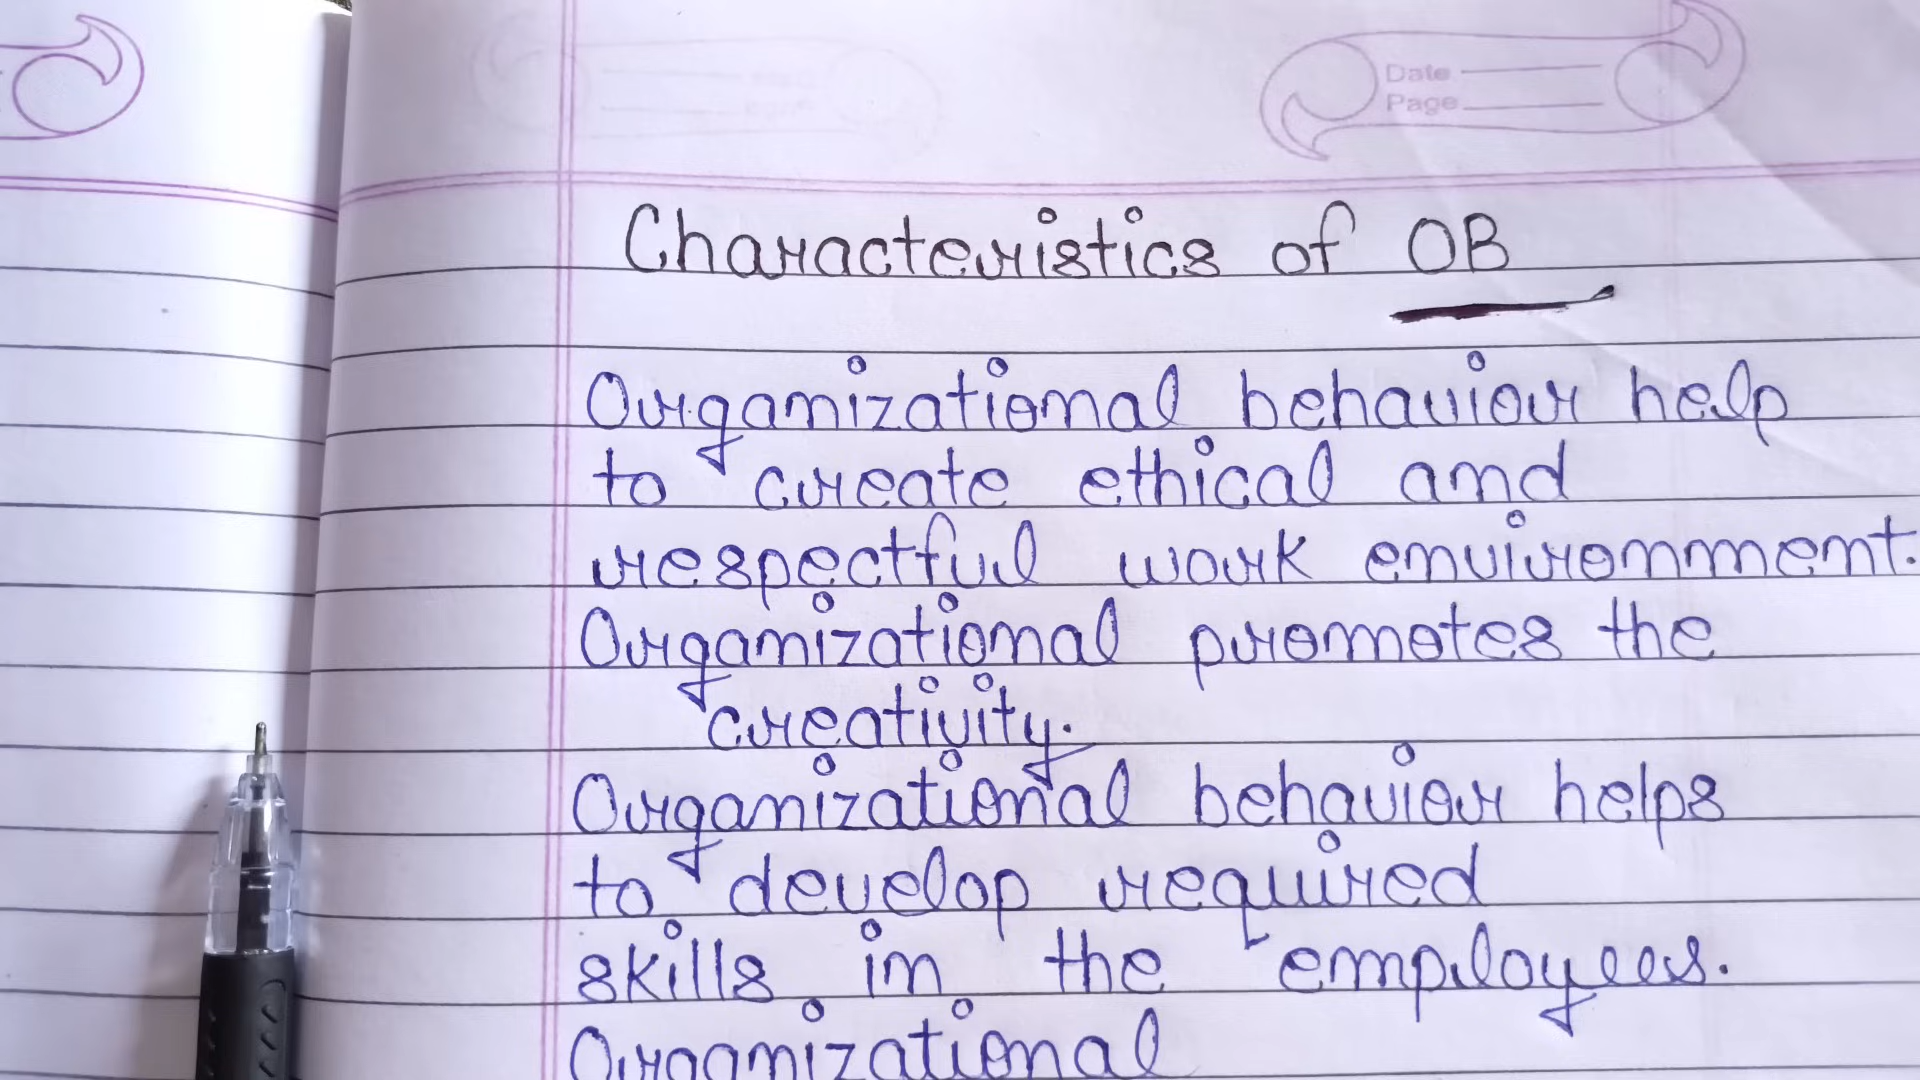 Date
Page
Characteristics of OB
Organizational behaviour help
to create ethical and
respectful work environment.
Organizational promotes the
creativity.
Organizational behaviour helps
to develop required
skills in the employees.
Organizational